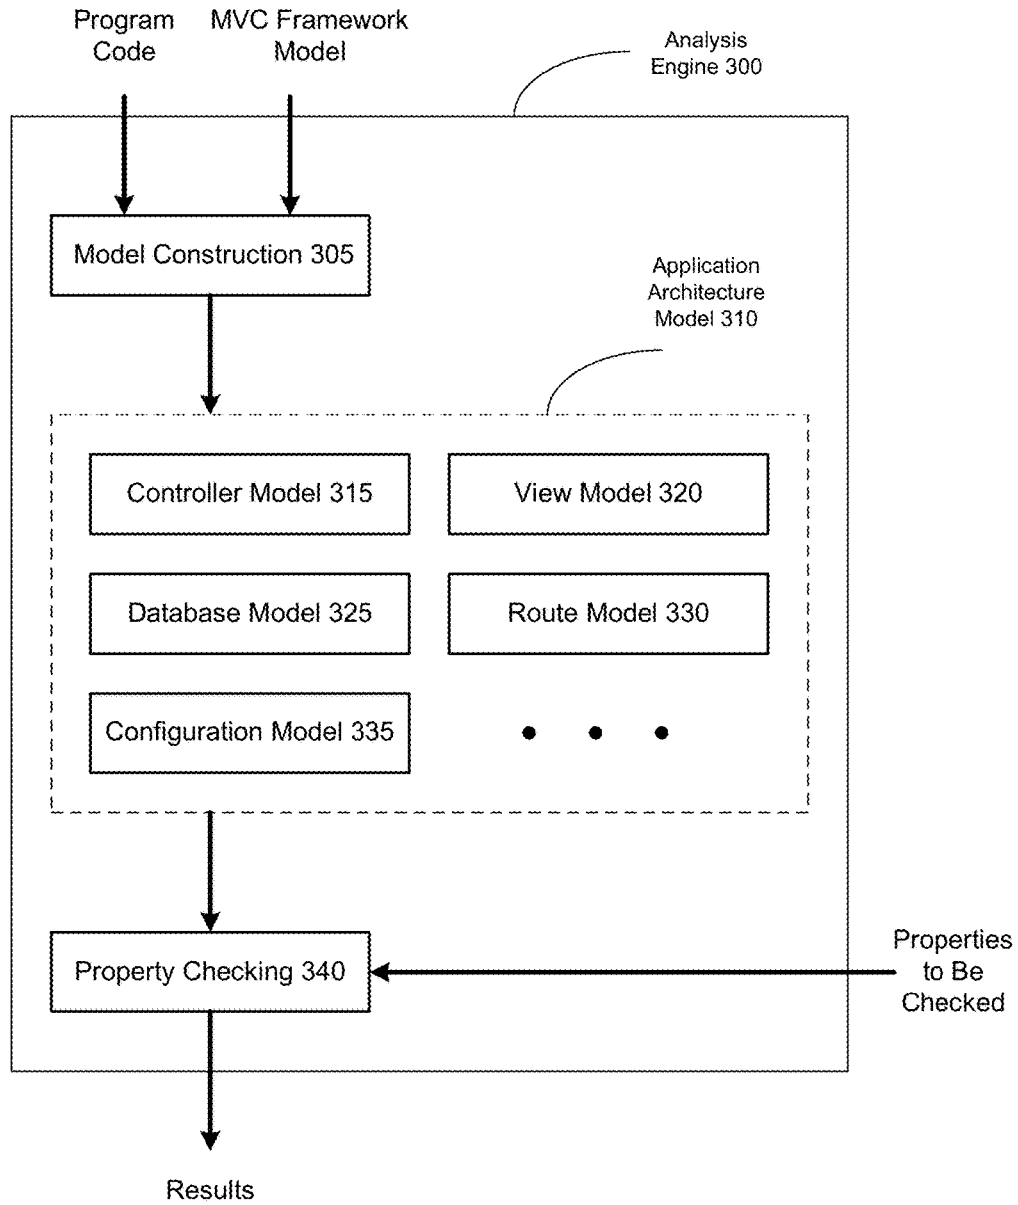 Program
Code
MVC Framework
Model
Analysis
Engine 300
Model Construction 305
Application
Architecture
Model 310
Controller Model 315
View Model 320
Database Model 325
Route Model 330
Configuration Model 335
Property Checking 340
Properties
to Be
Checked
Results